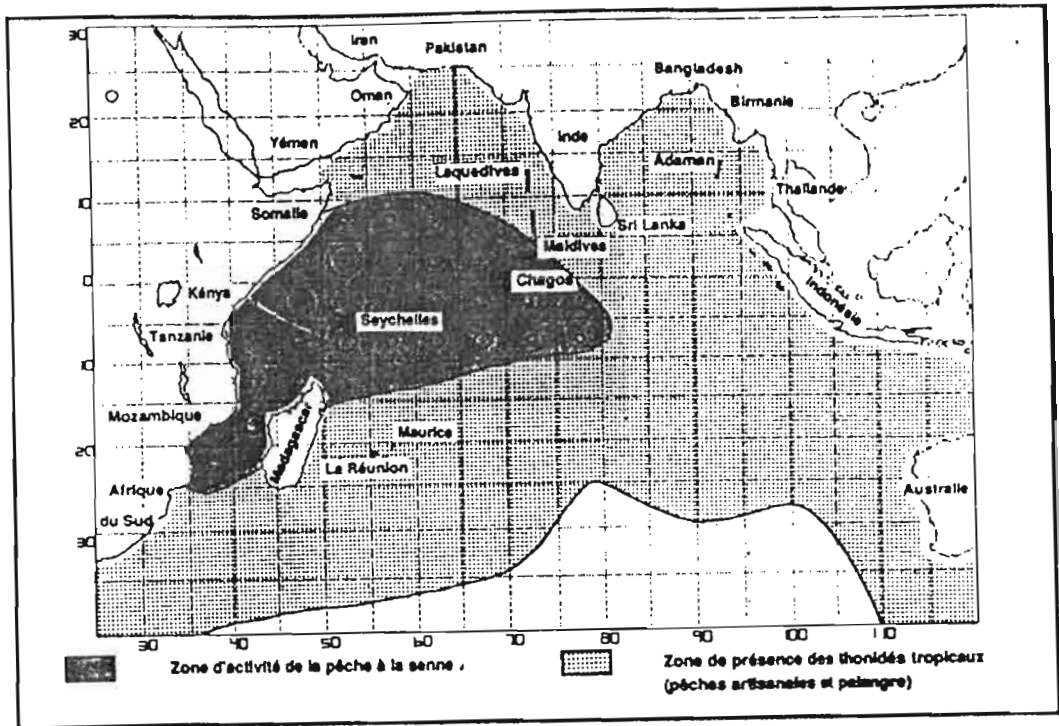 30
Iran
Pakistan
Bangladesh
Oman
Birmanie
20
Inde
Yémen
Adaman
Laquedives
Thaïlande
10
Somalie
Sri Lanka
Maldives
0
Kénya
Chagos
Indonésie
Seychelles
Tanzanie
10
Mozambique
Madagascar
Maurice
20
La Réunion
Afrique
du Sud
Australie
30
30 40 50 60 70 80 90 100 110
Zone d'activité de la pêche à la senne
Zone de présence des thonidés tropicaux
(pêches artisanales et palangre)